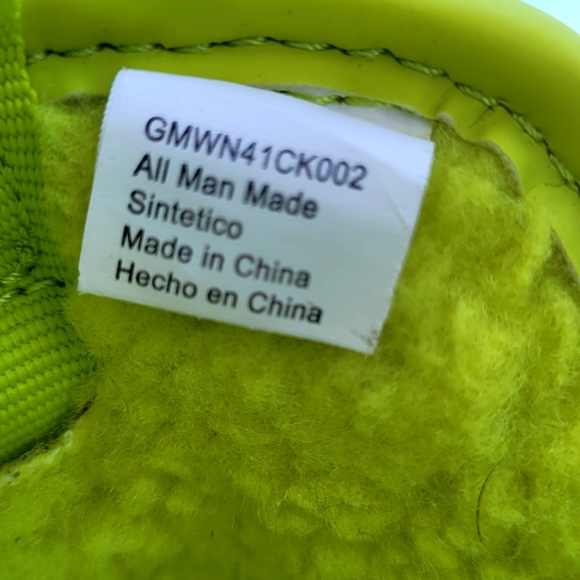 GMWN41CK002
All Man Made
Sintetico
Made in China
Hecho en China